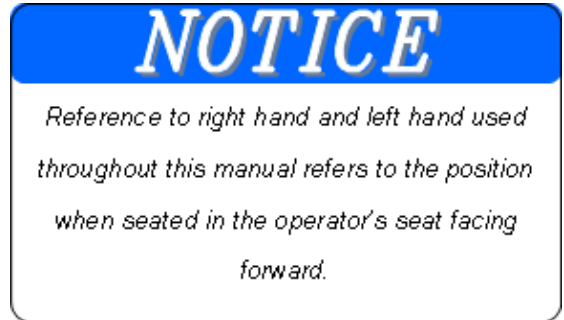 NOTICE
Reference to right hand and left hand used
throughout this manual refers to the position
when seated in the operator's seat facing
forward.